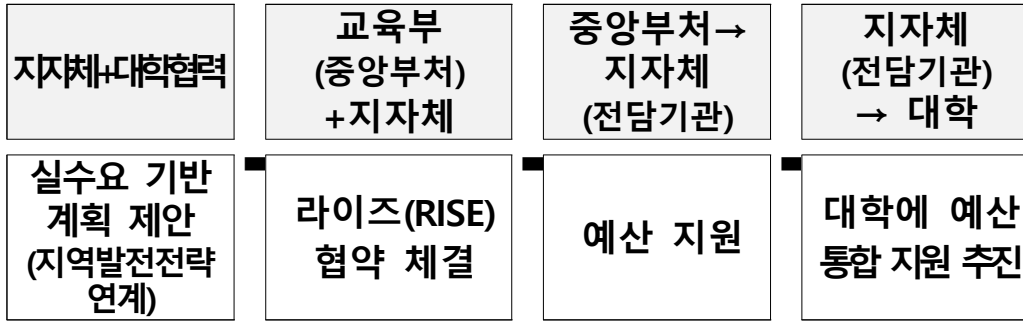 지자체+대학협력
교육부
(중앙부처)
+지자체
중앙부처→
지자체
(전담기관)
지자체
(전담기관)
→ 대학
실수요 기반
계획 제안
(지역발전전략
연계)
라이즈(RISE)
협약 체결
예산 지원
대학에 예산
통합 지원 추진